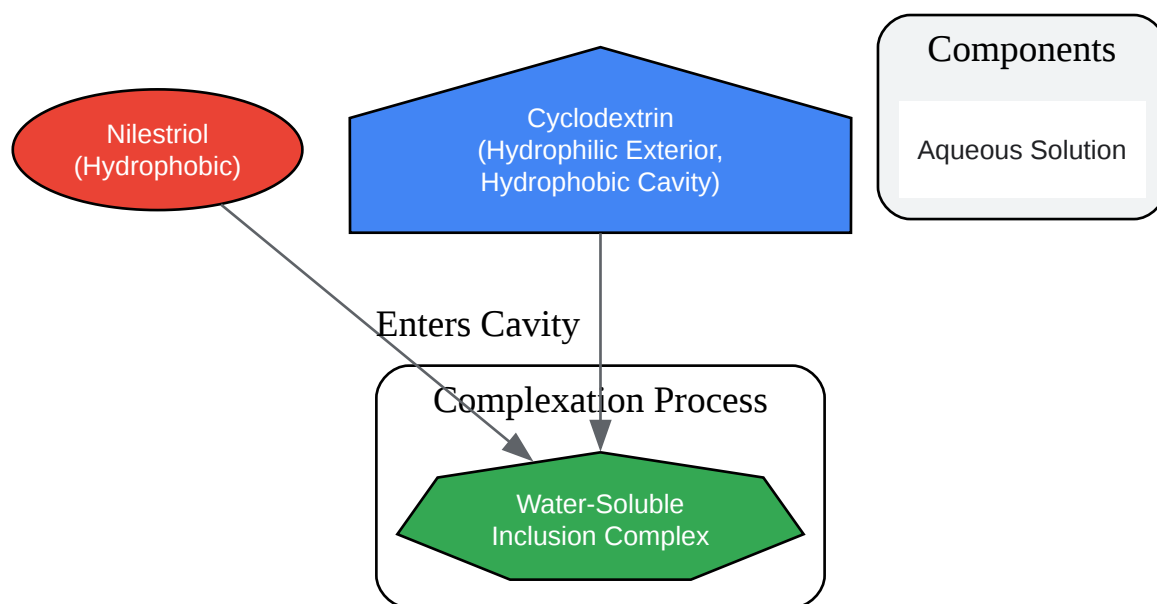 Nilestriol
(Hydrophobic)
Cyclodextrin
(Hydrophilic Exterior,
Hydrophobic Cavity)
Components
Aqueous Solution
Enters Cavity
Complexation Process
Water-Soluble
Inclusion Complex